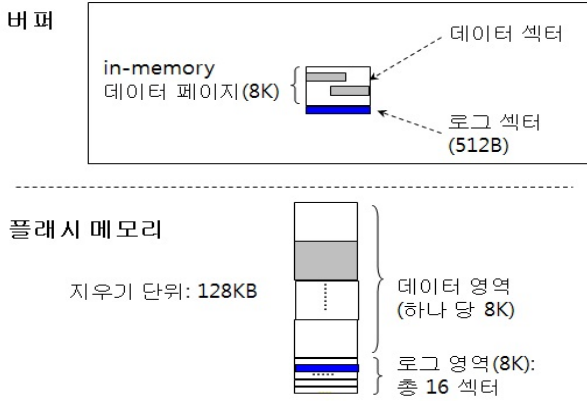 버퍼
데이터 섹터
in-memory
데이터 페이지(8K)
로그 섹터
(512B)
플래시 메모리
지우기 단위: 128KB
데이터 영역
(하나 당 8K)
로그 영역(8K):
총 16 섹터